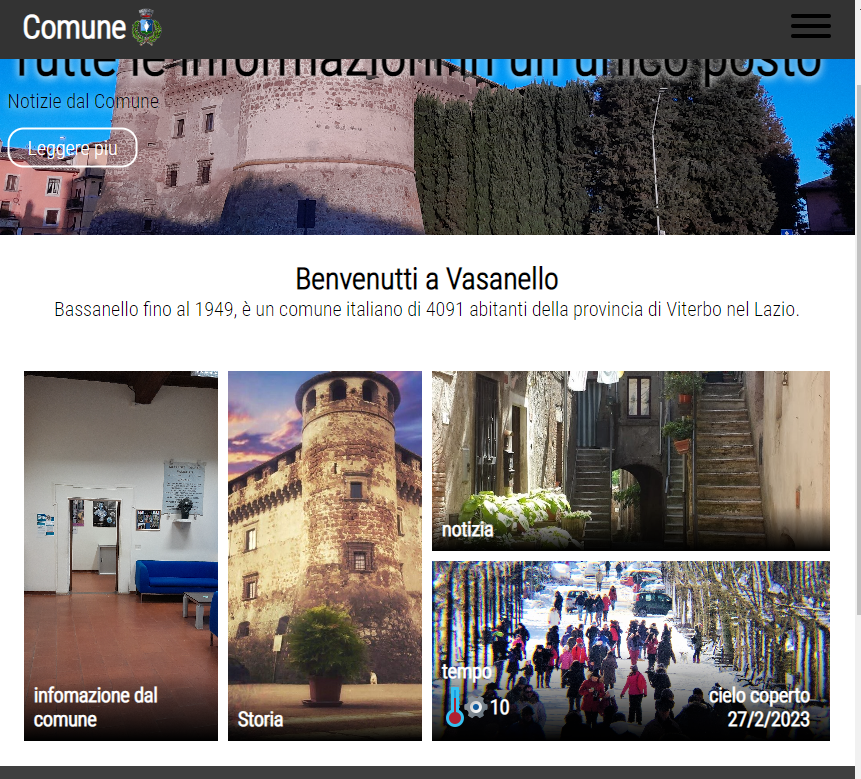 Comune
Tutte le informazioni in un unico posto
Notizie dal Comune
Leggere più
Benvenutti a Vasanello
Bassanello fino al 1949, è un comune italiano di 4091 abitanti della provincia di Viterbo nel Lazio.
infomazione dal
comune
Storia
notizia
tempo
10
cielo coperto
27/2/2023